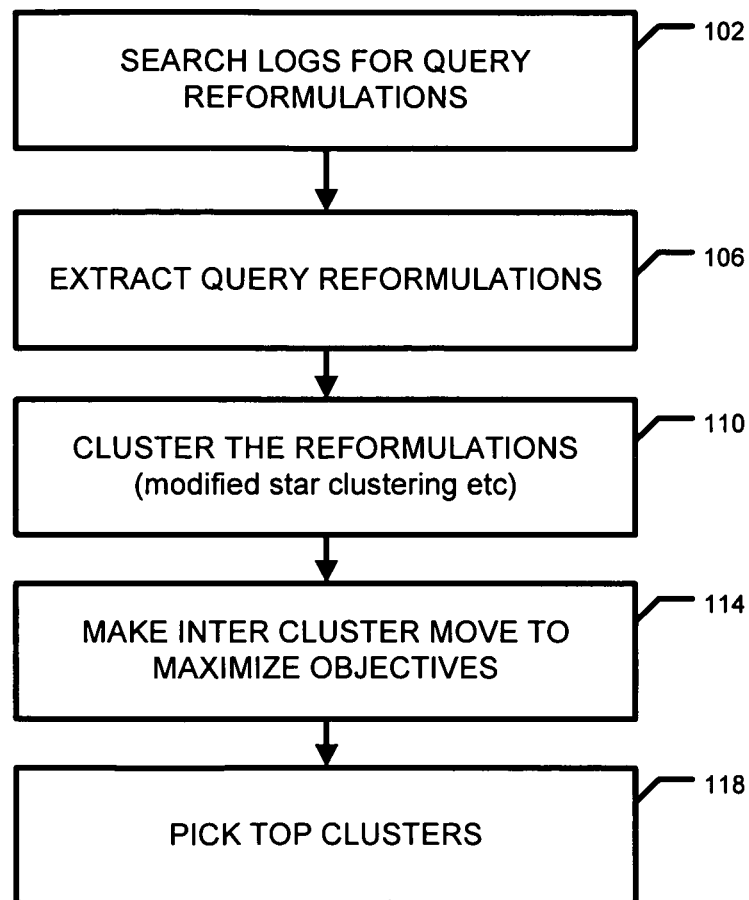 102
SEARCH LOGS FOR QUERY
REFORMULATIONS
106
EXTRACT QUERY REFORMULATIONS
110
CLUSTER THE REFORMULATIONS
(modified star clustering etc)
114
MAKE INTER CLUSTER MOVE TO
MAXIMIZE OBJECTIVES
118
PICK TOP CLUSTERS